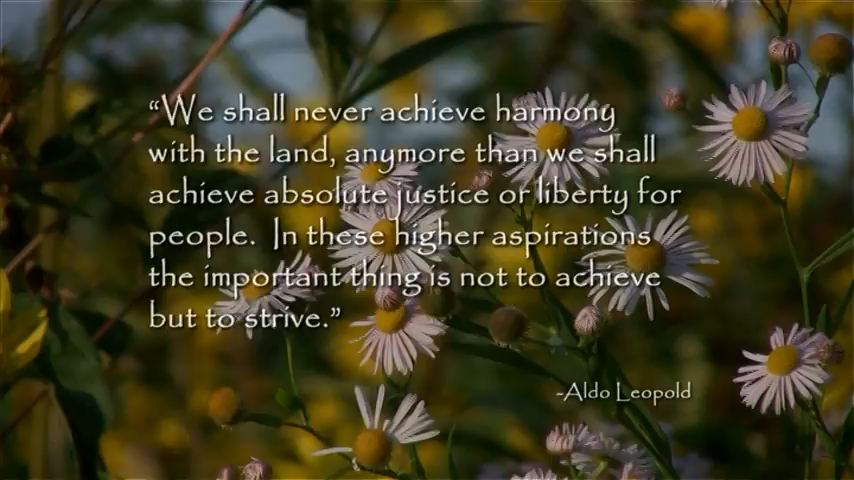 “We shall never achieve harmony
with the land, anymore than we shall
achieve absolute justice or liberty for
people. In these higher aspirations
the important thing is not to achieve
but to strive.”
-Aldo Leopold